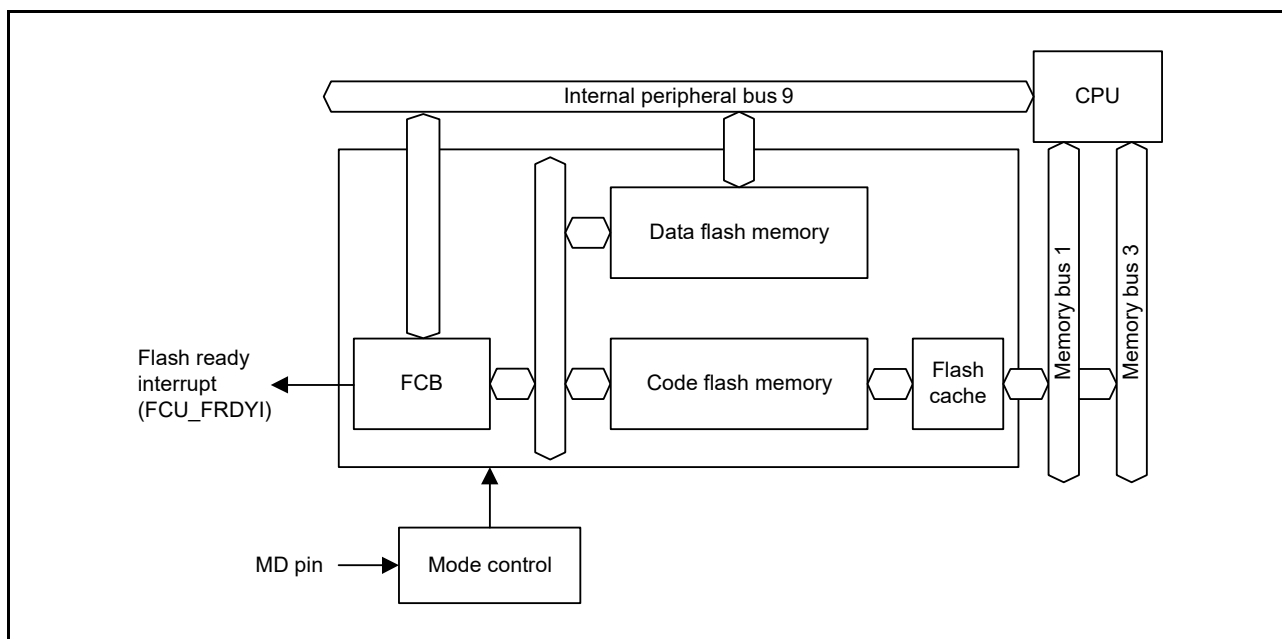 Internal peripheral bus 9
CPU
Data flash memory
Memory bus 1
Memory bus 3
Flash ready
interrupt
(FCU_FRDYI)
FCB
Code flash memory
Flash
cache
MD pin
Mode control